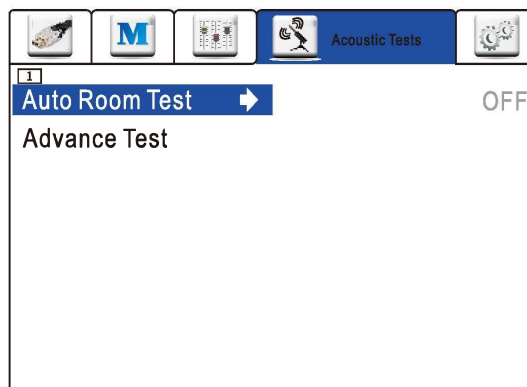 M
Acoustic Tests
1
Auto Room Test OFF
Advance Test